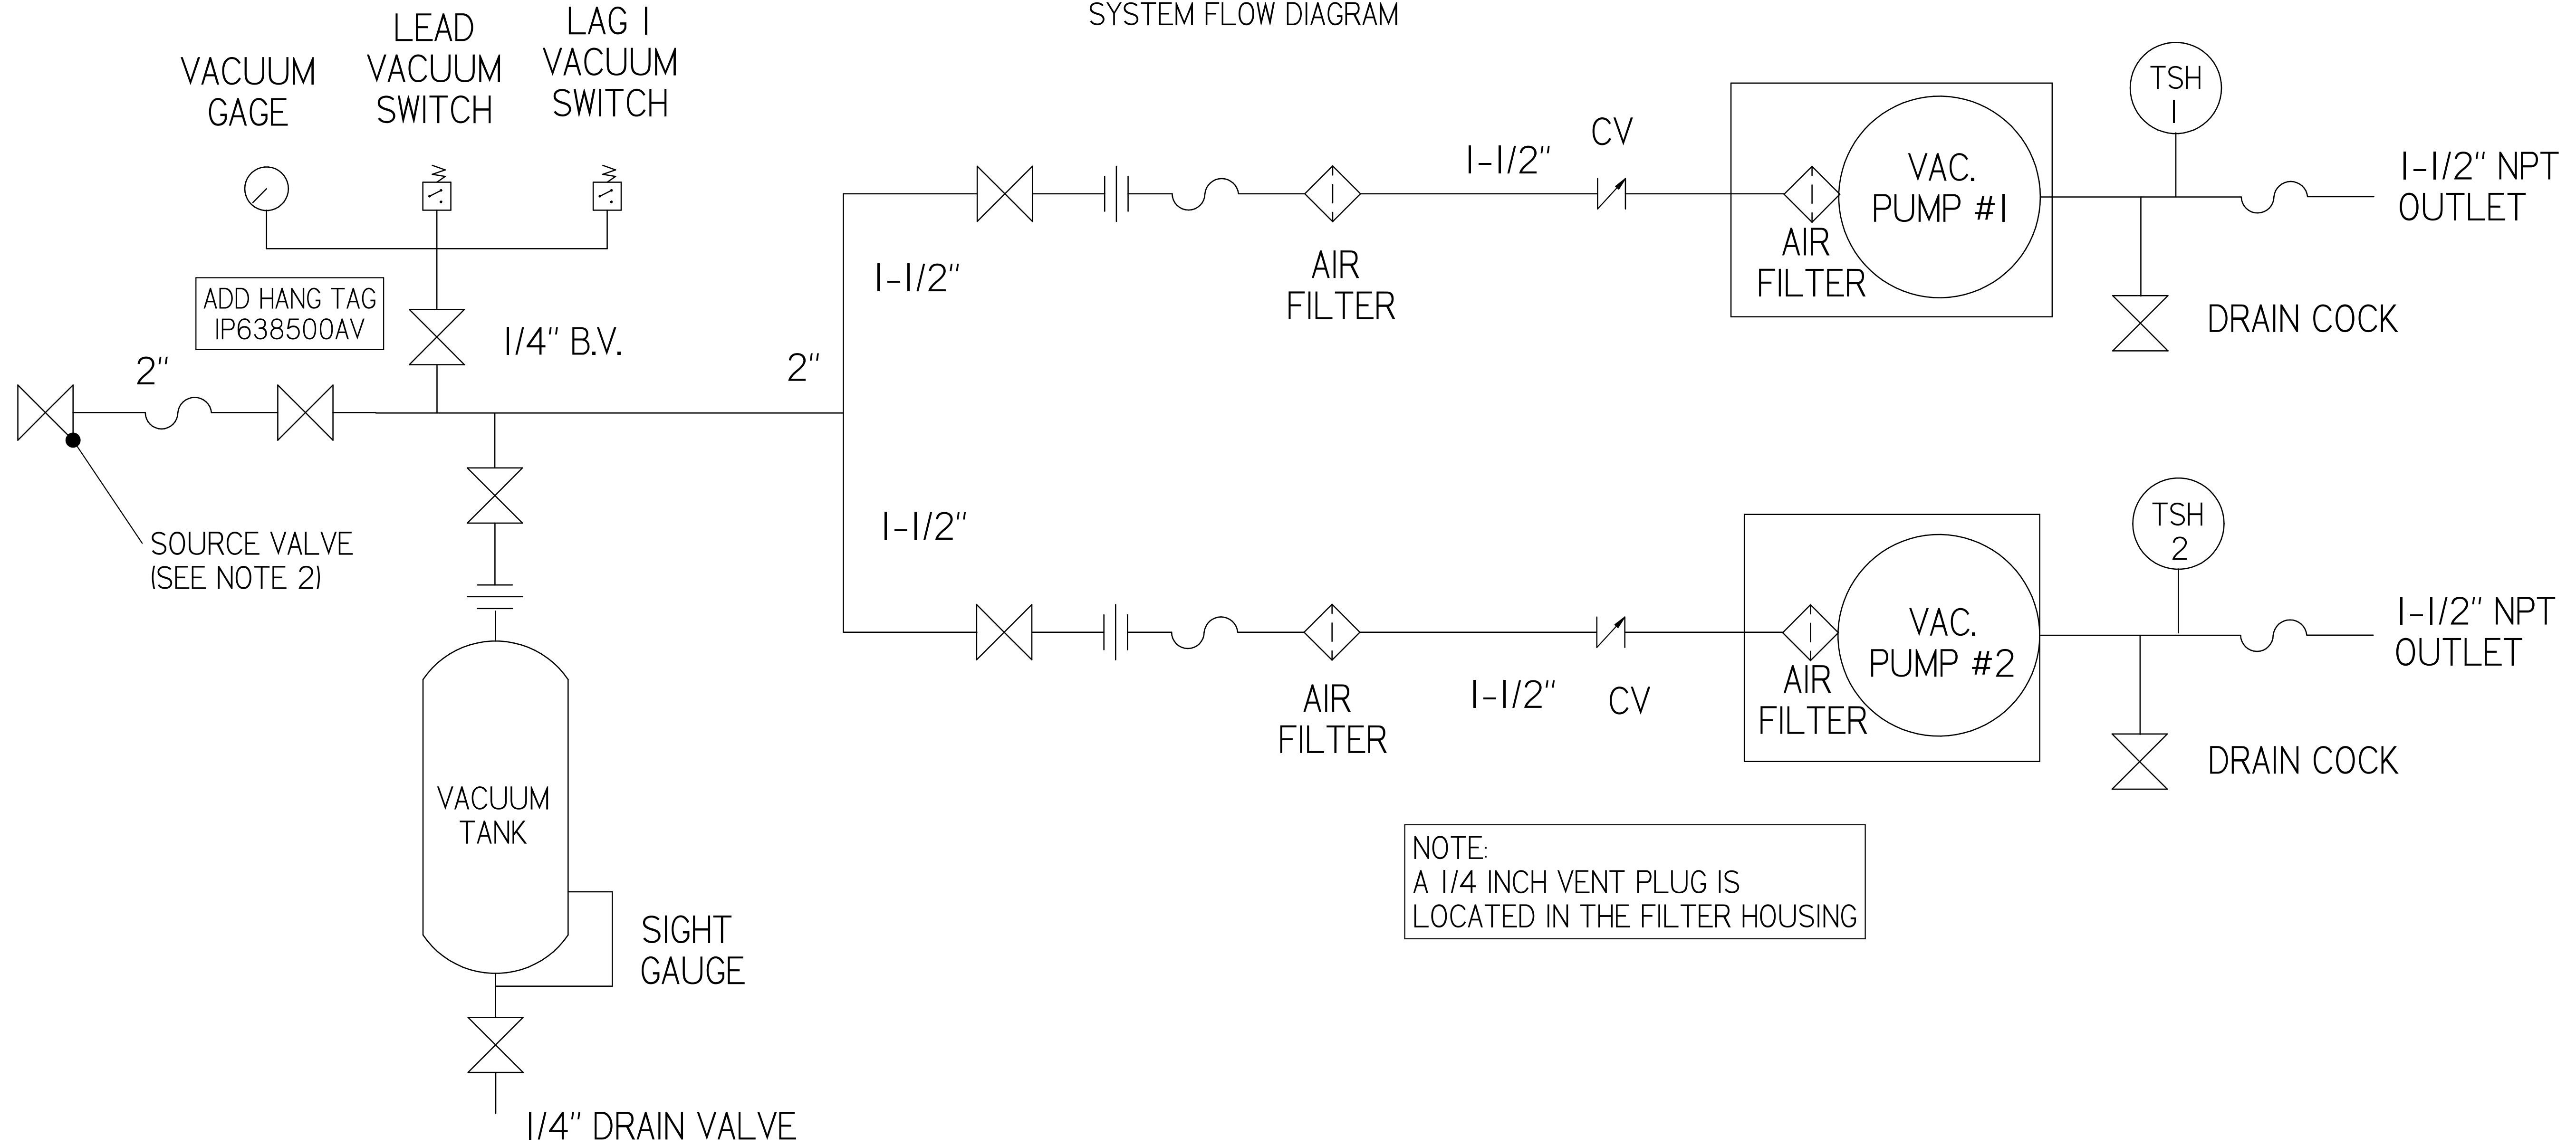 SYSTEM FLOW DIAGRAM
VACUUM
GAGE
LEAD
VACUUM
SWITCH
LAG 1
VACUUM
SWITCH
ADD HANG TAG
IP638500AV
1/4" B.V.
2"
2"
SOURCE VALVE
(SEE NOTE 2)
VACUUM
TANK
SIGHT
GAUGE
1/4" DRAIN VALVE
1-1/2"
AIR
FILTER
1-1/2"
CV
AIR
FILTER
VAC.
PUMP #1
TSH
1
1-1/2" NPT
OUTLET
DRAIN COCK
1-1/2"
AIR
FILTER
1-1/2"
CV
AIR
FILTER
VAC.
PUMP #2
TSH
2
1-1/2" NPT
OUTLET
DRAIN COCK
NOTE:
A 1/4 INCH VENT PLUG IS
LOCATED IN THE FILTER HOUSING